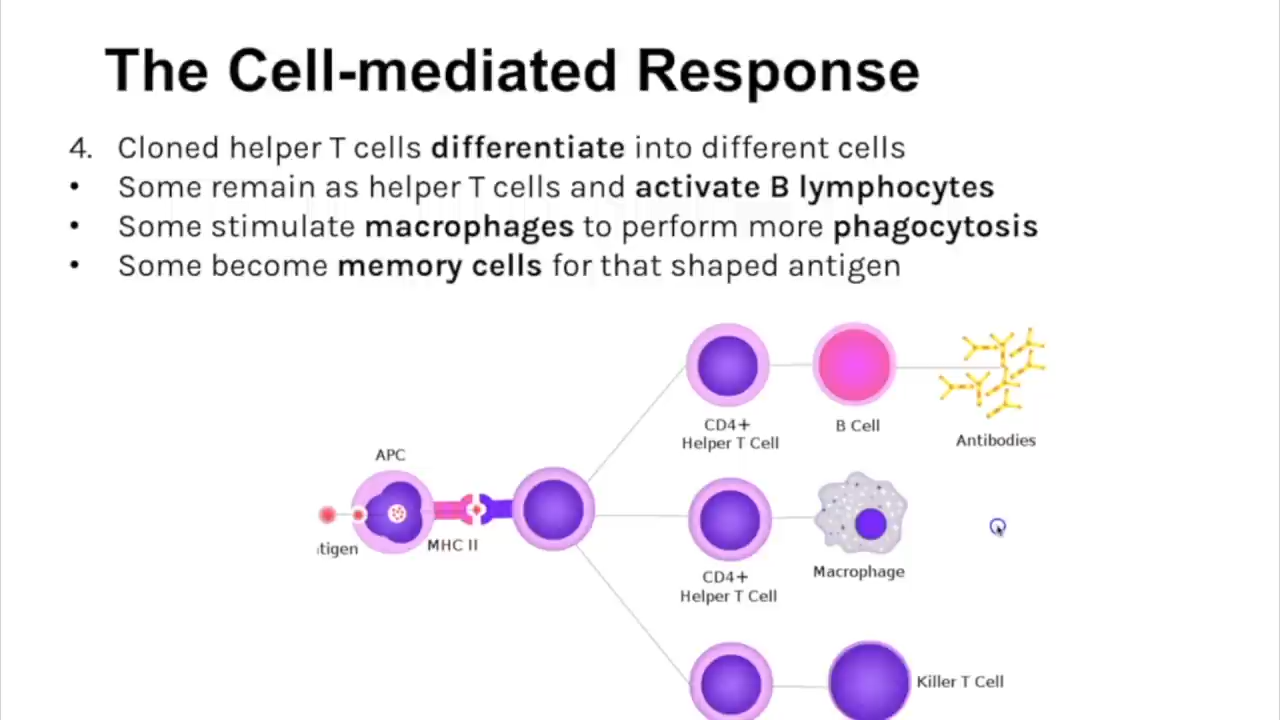 The Cell-mediated Response
4. Cloned helper T cells differentiate into different cells
• Some remain as helper T cells and activate B lymphocytes
• Some stimulate macrophages to perform more phagocytosis
• Some become memory cells for that shaped antigen
CD4+
Helper T Cell
B Cell
Antibodies
APC
tigen
MHC II
CD4+
Helper T Cell
Macrophage
Killer T Cell